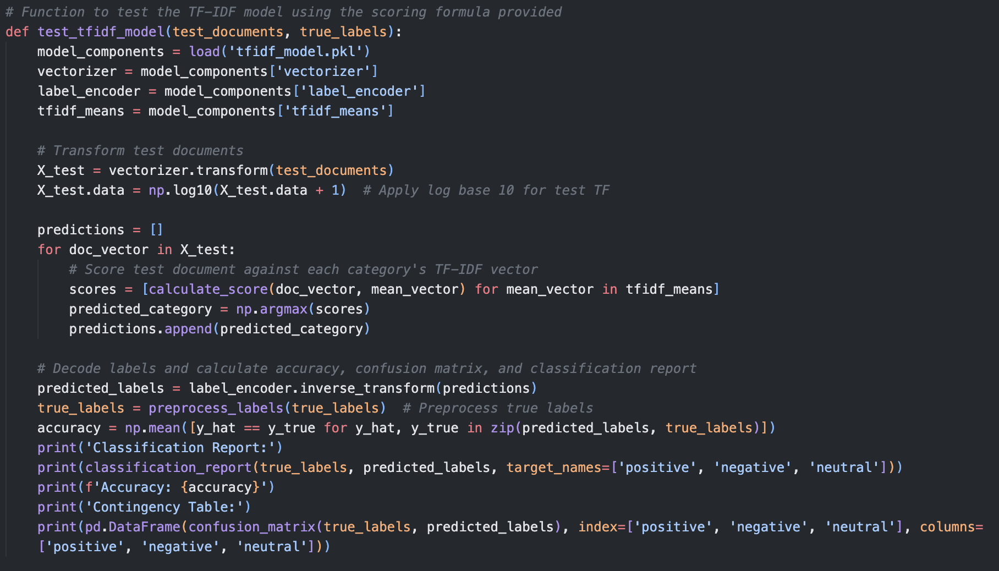 # Function to test the TF-IDF model using the scoring formula provided
def test_tfidf_model(test_documents, true_labels):
    model_components = load('tfidf_model.pkl')
    vectorizer = model_components['vectorizer']
    label_encoder = model_components['label_encoder']
    tfidf_means = model_components['tfidf_means']

    # Transform test documents
    X_test = vectorizer.transform(test_documents)
    X_test.data = np.log10(X_test.data + 1)  # Apply log base 10 for test TF

    predictions = []
    for doc_vector in X_test:
        # Score test document against each category's TF-IDF vector
        scores = [calculate_score(doc_vector, mean_vector) for mean_vector in tfidf_means]
        predicted_category = np.argmax(scores)
        predictions.append(predicted_category)

    # Decode labels and calculate accuracy, confusion matrix, and classification report
    predicted_labels = label_encoder.inverse_transform(predictions)
    true_labels = preprocess_labels(true_labels)  # Preprocess true labels
    accuracy = np.mean([y_hat == y_true for y_hat, y_true in zip(predicted_labels, true_labels)])
    print('Classification Report:')
    print(classification_report(true_labels, predicted_labels, target_names=['positive', 'negative', 'neutral']))
    print(f'Accuracy: {accuracy}')
    print('Contingency Table:')
    print(pd.DataFrame(confusion_matrix(true_labels, predicted_labels), index=['positive', 'negative', 'neutral'], columns=
    ['positive', 'negative', 'neutral']))